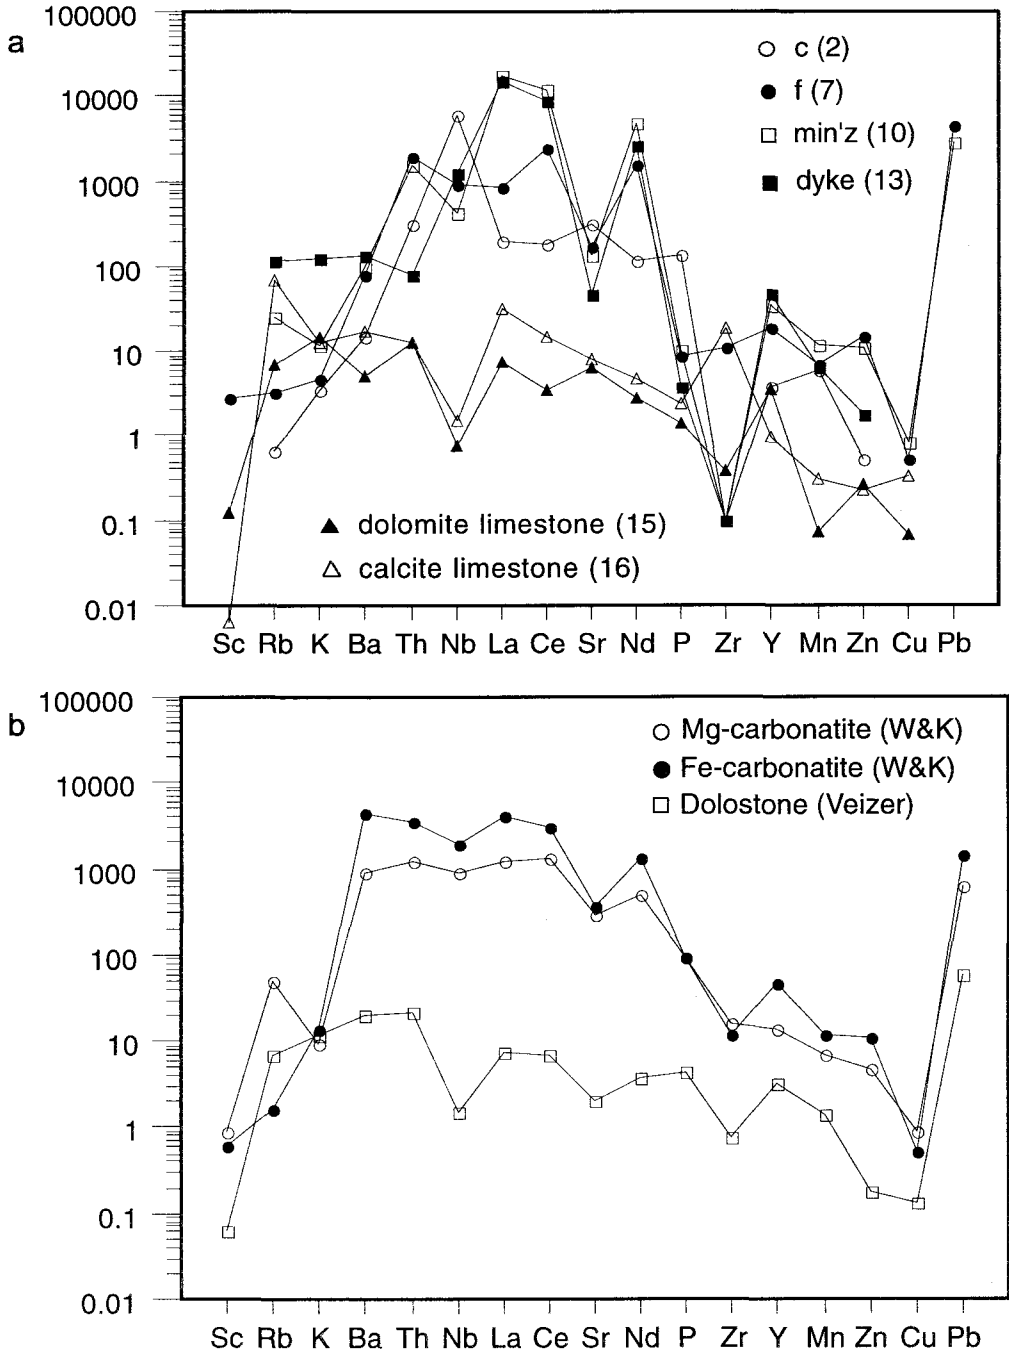 a
100000
10000
1000
100
10
1
0.1
0.01
c (2)
f (7)
min'z (10)
dyke (13)
dolomite limestone (15)
calcite limestone (16)
Sc Rb K Ba Th Nb La Ce Sr Nd P Zr Y Mn Zn Cu Pb
b
100000
10000
1000
100
10
1
0.1
0.01
Mg-carbonatite (W&K)
Fe-carbonatite (W&K)
Dolostone (Veizer)
Sc Rb K Ba Th Nb La Ce Sr Nd P Zr Y Mn Zn Cu Pb